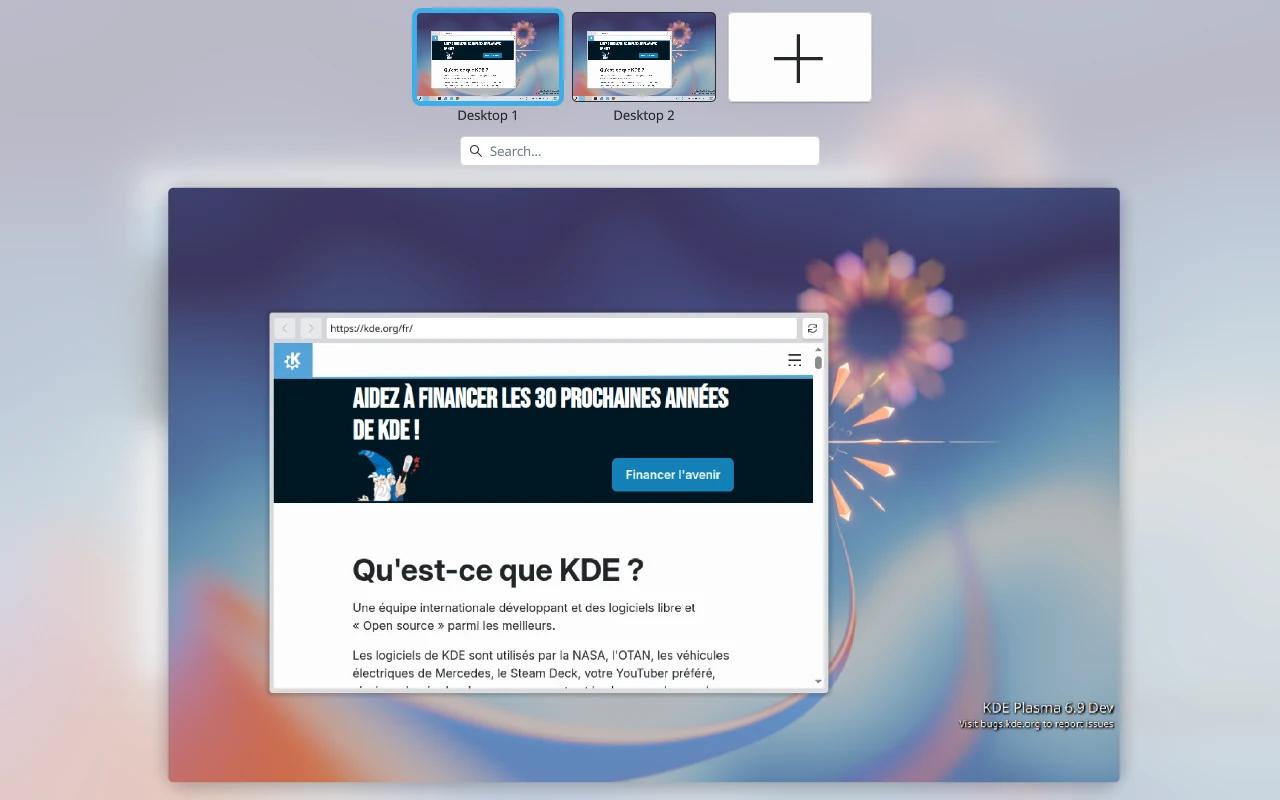 Desktop 1
Desktop 2
Search...
https://kde.org/fr/
AIDEZ À FINANCER LES 30 PROCHAINES ANNÉES
DE KDE !
Financer l'avenir
Qu'est-ce que KDE ?
Une équipe internationale développant et des logiciels libre et
« Open source » parmi les meilleurs.
Les logiciels de KDE sont utilisés par la NASA, l'OTAN, les véhicules
électriques de Mercedes, le Steam Deck, votre YouTuber préféré,
KDE Plasma 6.9 Dev
Visit bugs.kde.org to report issues